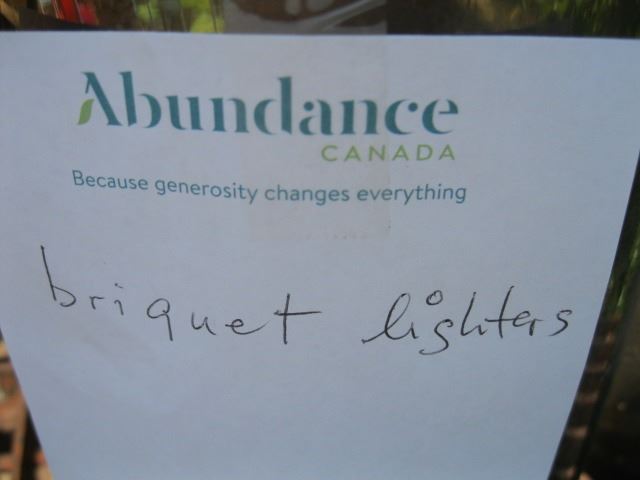 Abundance
CANADA
Because generosity changes everything
briquet lighters